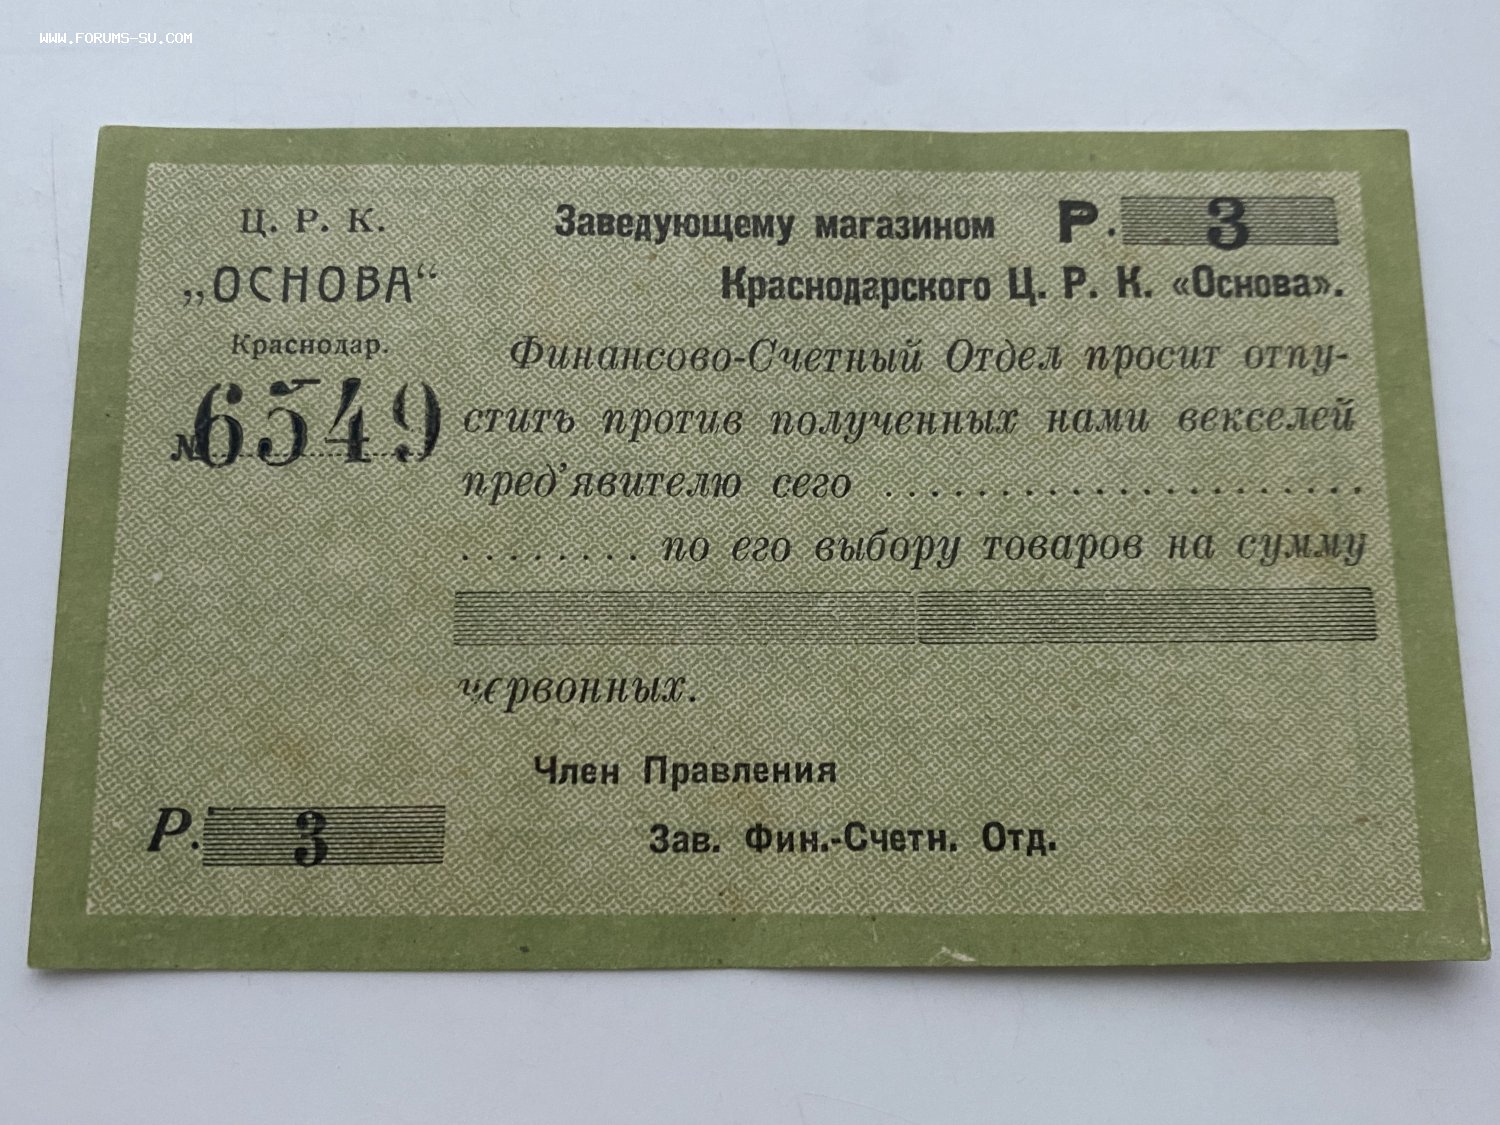 WWW.FORUMS-SU.COM
Ц. Р. К.
„ОСНОВА“
Краснодар.
№ 6549
Р. 3
Заведующему магазином Р. 3
Краснодарского Ц. Р. К. «Основа».
Финансово-Счетный Отдел просит отпу-
стить против полученных нами векселей
пред’явителю сего . . . . . . . . . . . . . . . . . . . .
. . . . . . . . по его выбору товаров на сумму
червонных.
Член Правления
Зав. Фин.-Счетн. Отд.